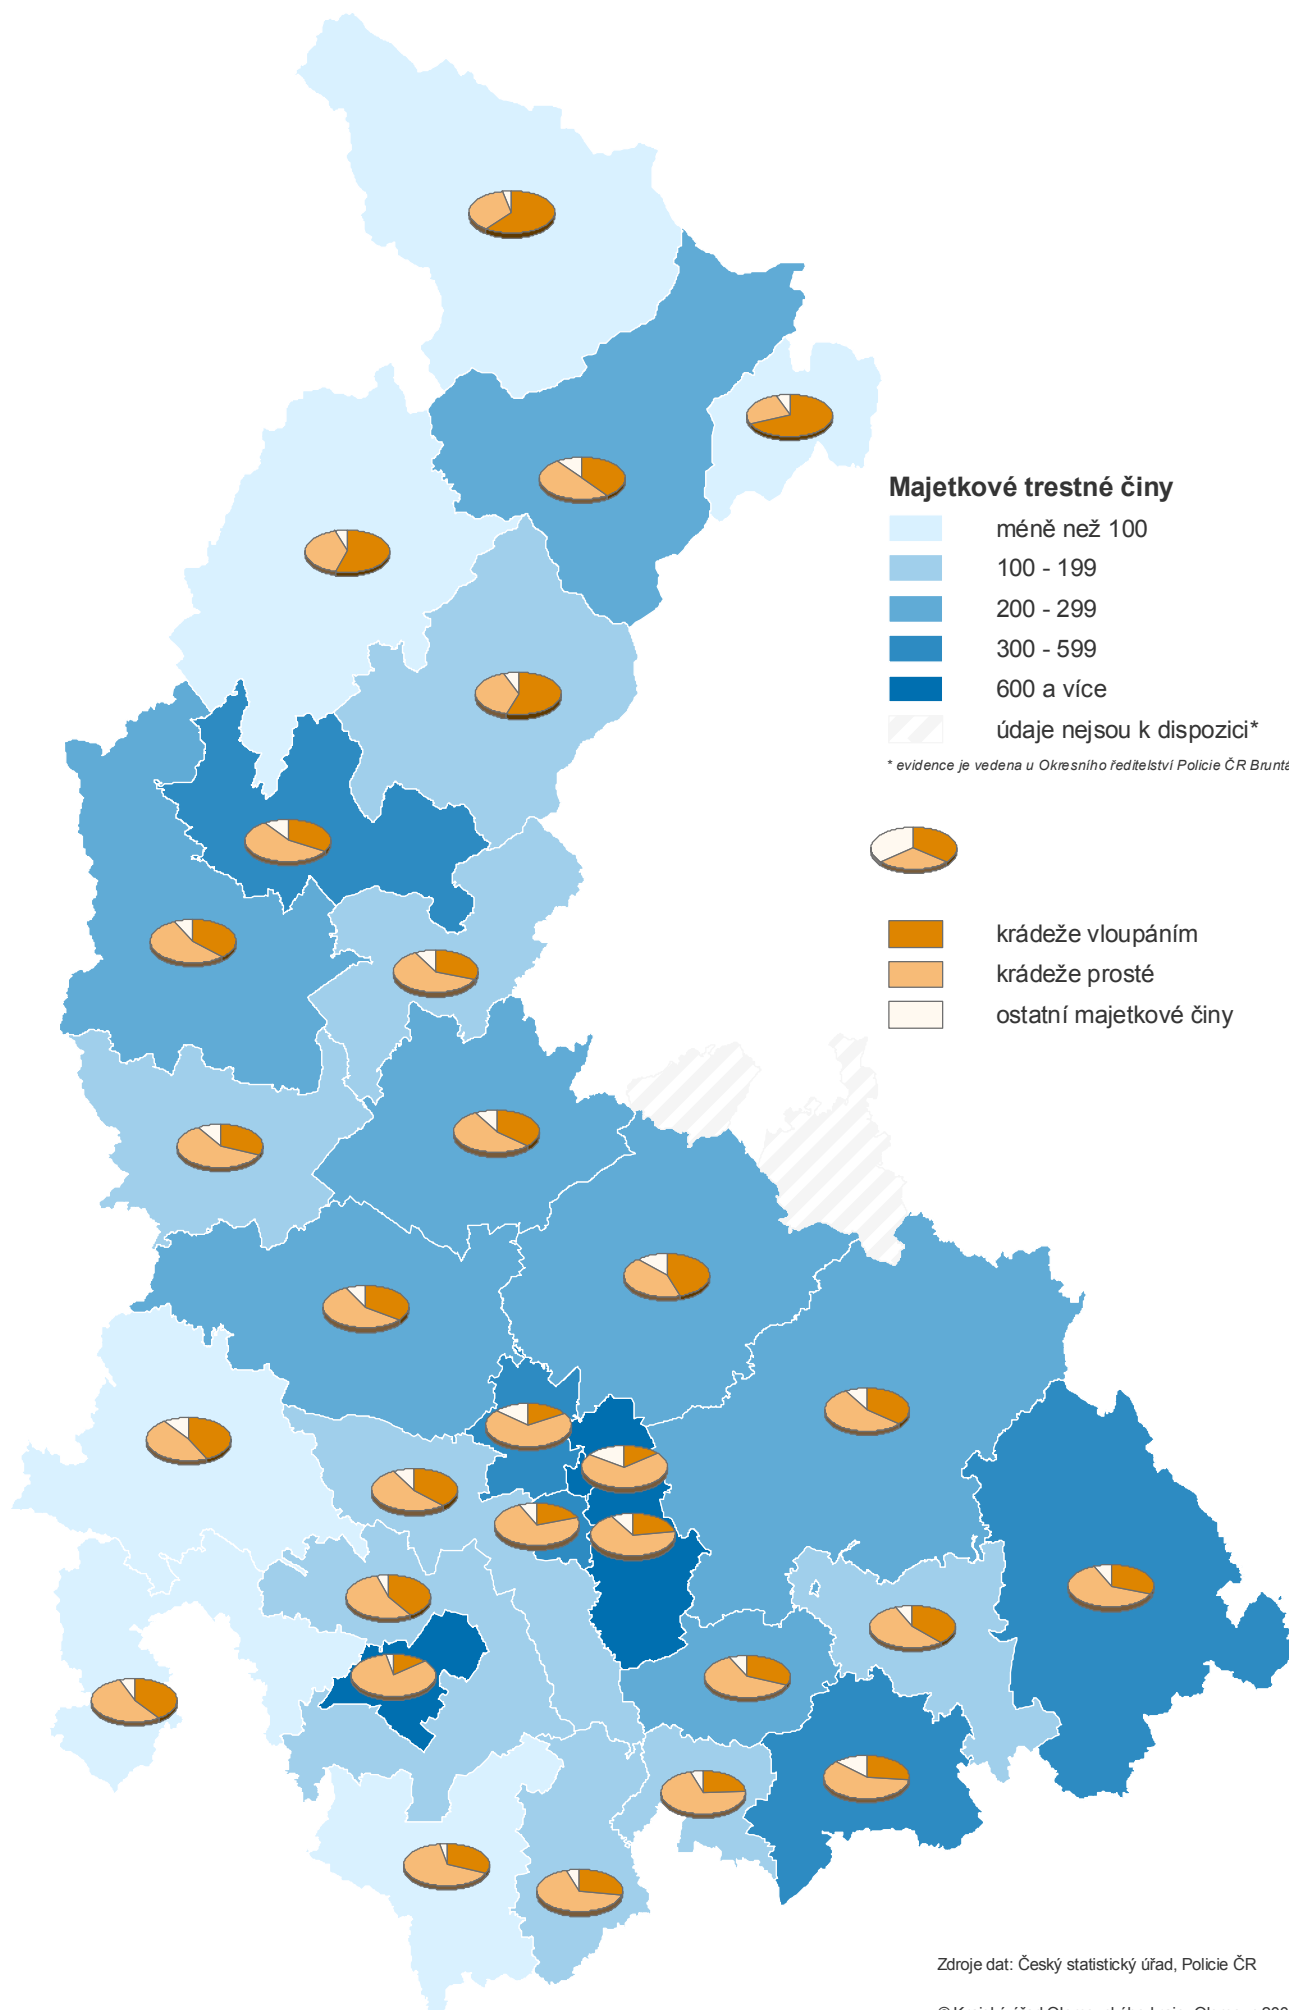 Majetkové trestné činy
méně než 100
100 - 199
200 - 299
300 - 599
600 a více
údaje nejsou k dispozici*
* evidence je vedena u Okresního ředitelství Policie ČR
krádeže vloupáním
krádeže prosté
ostatní majetkové činy
Zdroje dat: Český statistický úřad, Policie ČR